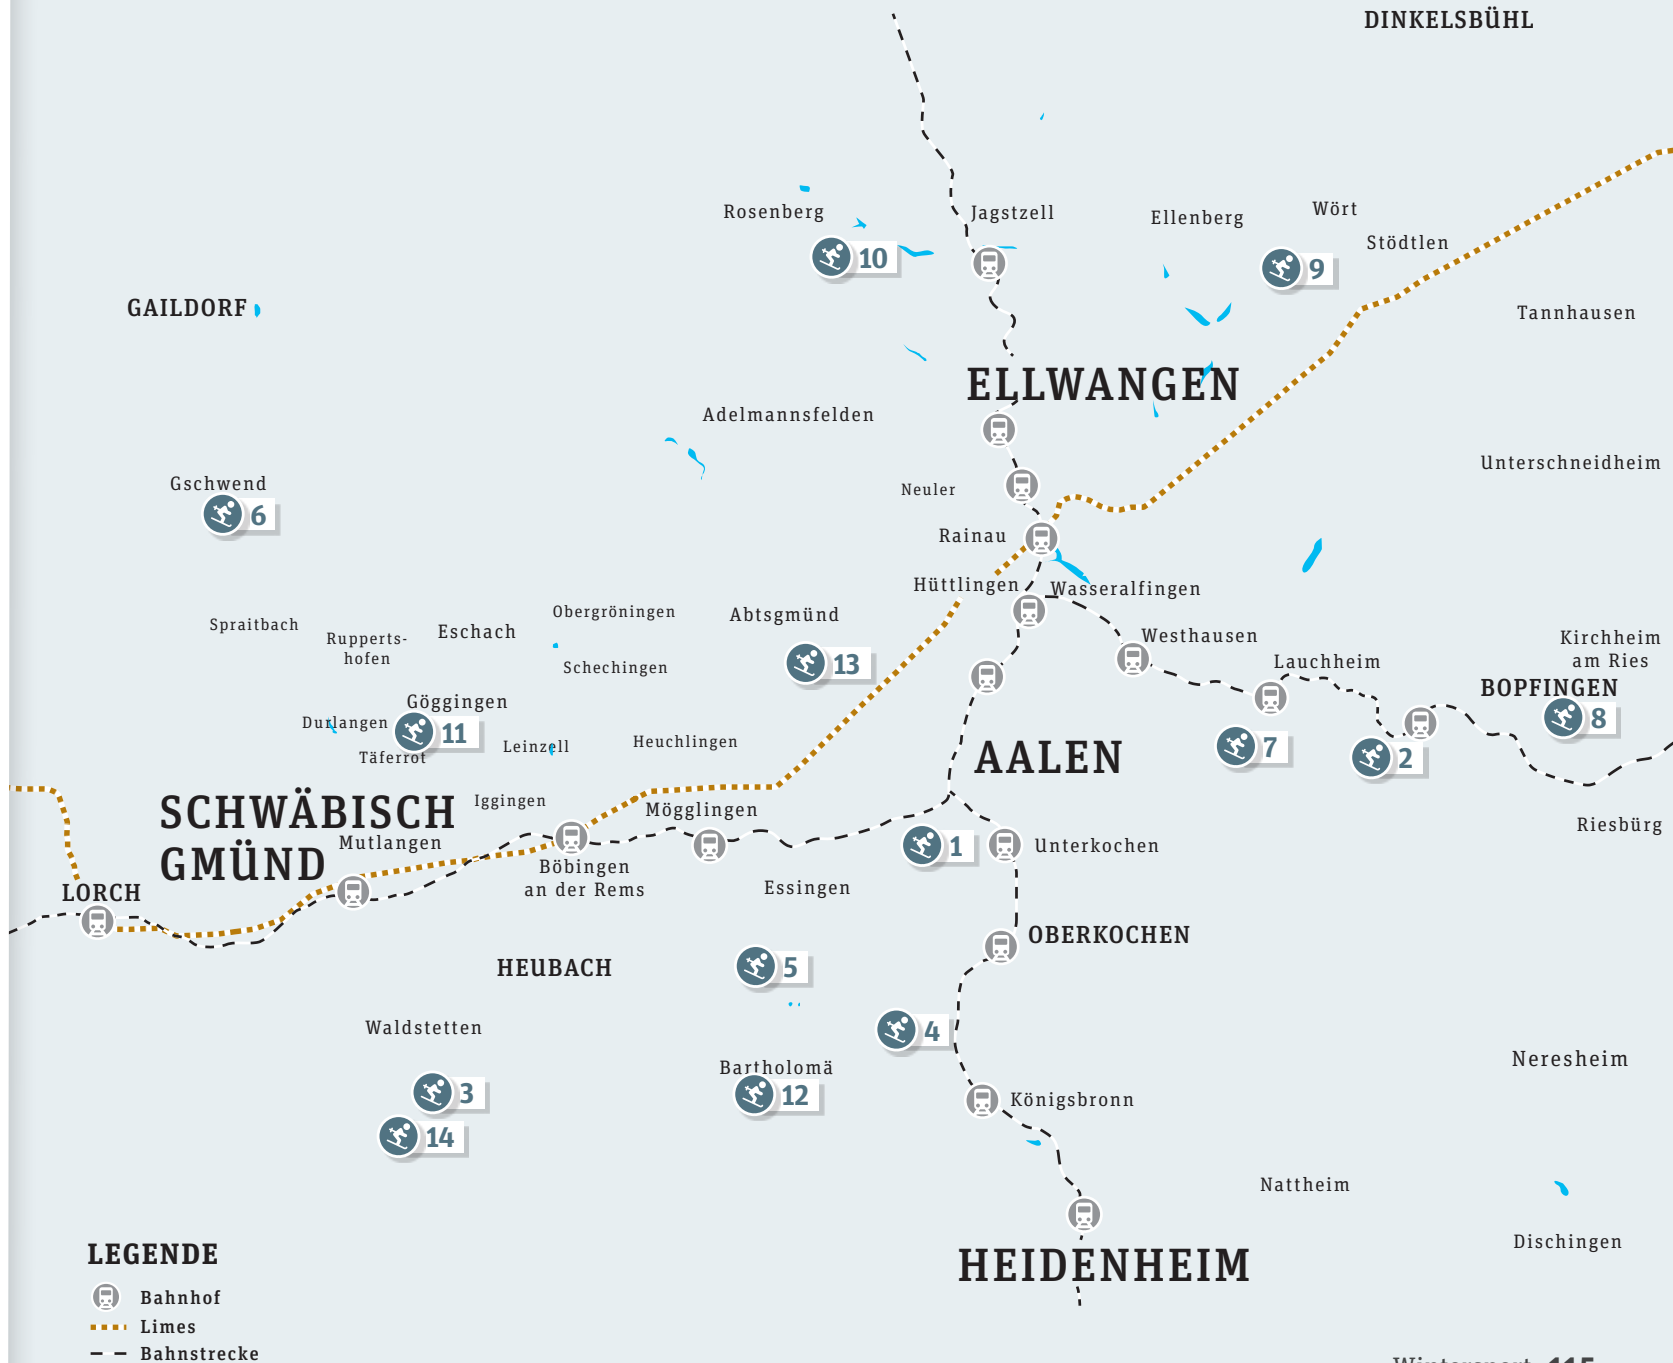 DINKELSBÜHL
Rosenberg
Jagstzell
Ellenberg
Wört
Stödtlen
10
9
GAILDORF
Tannhausen
ELLWANGEN
Adelmannsfelden
Unterschneidheim
Gschwend
6
Neuler
Rainau
Hüttlingen
Wasseralfingen
Obergröningen
Abtsgmünd
Spraitbach
Rupperts-
hofen
Eschach
Westhausen
Kirchheim
am Ries
Schechingen
13
Lauchheim
BOPFINGEN
8
Göggingen
Durlangen
11
Täferrot
Leinzell
Heuchlingen
AALEN
7
2
Iggingen
Mögglingen
SCHWÄBISCH
GMÜND
Mutlangen
Riesbürg
1
Unterkochen
Böbingen
an der Rems
Essingen
LORCH
OBERKOCHEN
HEUBACH
5
Waldstetten
4
Neresheim
Bartholomä
12
3
14
Königsbronn
Nattheim
Dischingen
HEIDENHEIM
LEGENDE
Bahnhof
Limes
Bahnstrecke
Wintersport 115